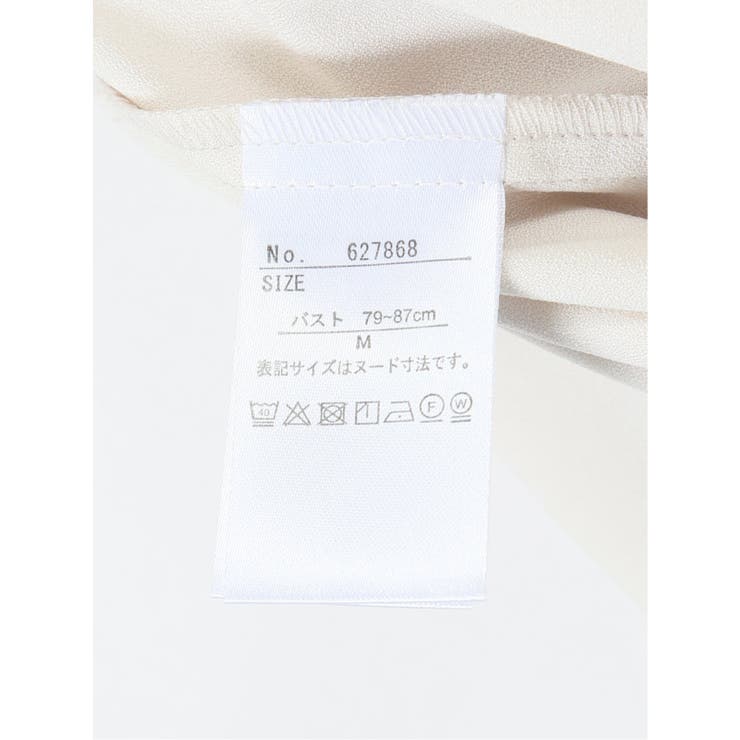 No. 627868
SIZE
バスト 79~87cm
M
表記サイズはヌード寸法です。
40 F W